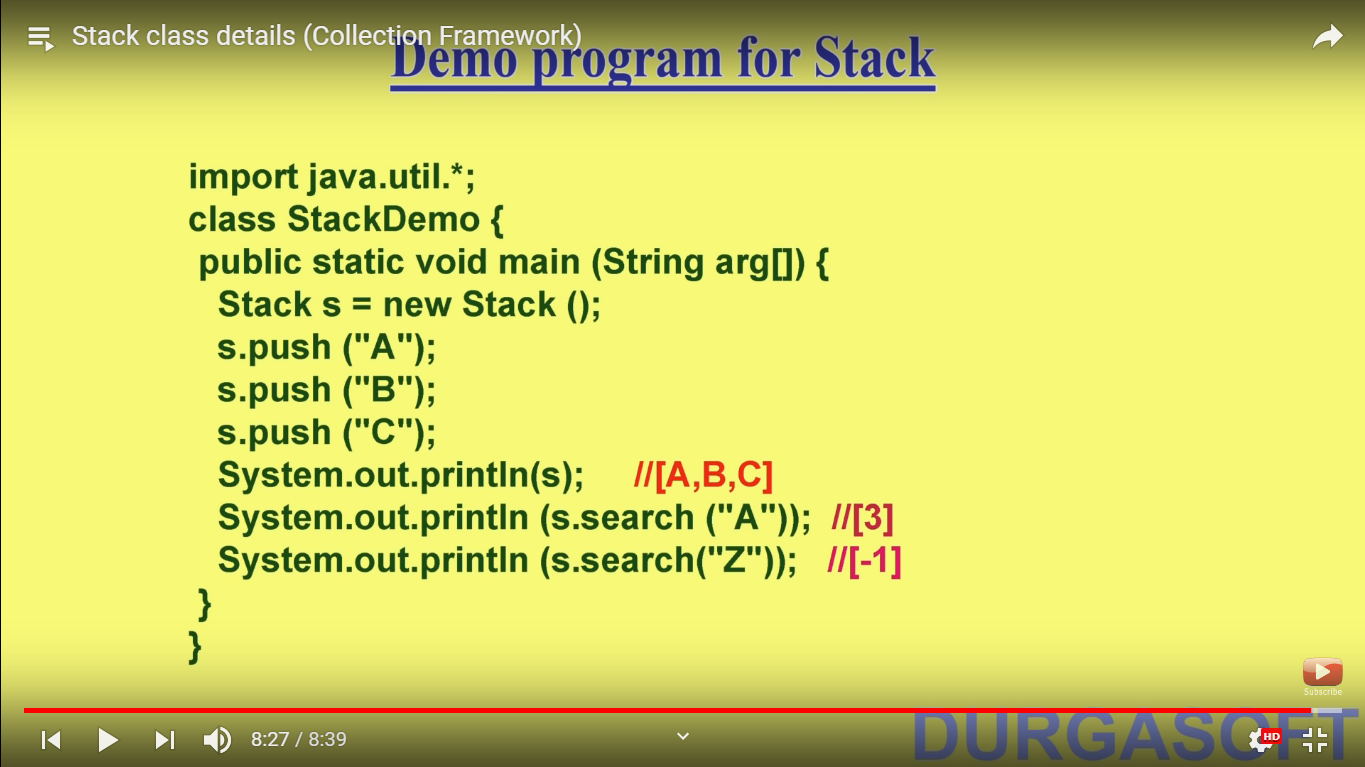 Stack class details (Collection Framework)
Demo program for Stack
import java.util.*;
class StackDemo {
public static void main (String arg[]) {
Stack s = new Stack ();
s.push ("A");
s.push ("B");
s.push ("C");
System.out.println(s); //[A,B,C]
System.out.println (s.search ("A")); //[3]
System.out.println (s.search("Z")); //[-1]
}
}
Subscribe
DURGASOFT
8:27 / 8:39
HD